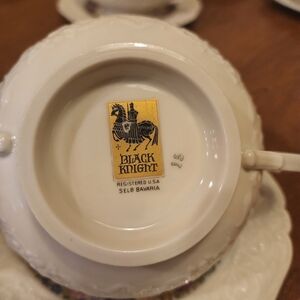 BLACK
KNIGHT
REGISTERED U S A
SELB BAVARIA